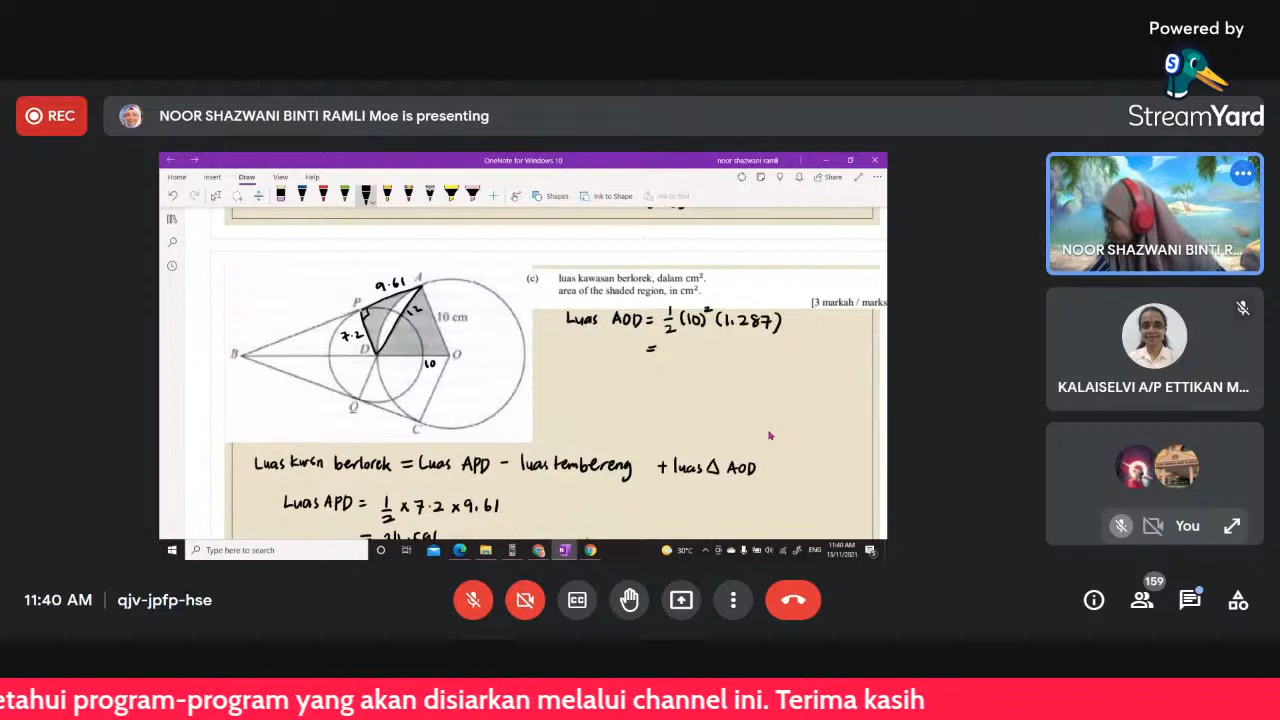 Powered by
StreamYard
REC
NOOR SHAZWANI BINTI RAMLI Moe is presenting
OneNote for Windows 10
noor shazwani ramli
Home Insert Draw View Help
Share
Shapes Ink to Shape Ink to Text
9.61
A
P
12
10 cm
7.2
B
D
10
O
Q
C
(c) luas kawasan berlorek, dalam cm².
area of the shaded region, in cm².
[3 markah / marks
Luas AOD = 1/2 (10)² (1.287)
=
Luas kwsn berlorek = Luas APD - luas tembereng + luas △ AOD
Luas APD = 1/2 × 7.2 × 9.61
Type here to search
30°C
ENG
11:40 AM
13/11/2021
NOOR SHAZWANI BINTI R...
KALAISELVI A/P ETTIKAN M...
You
11:40 AM
qjv-jpfp-hse
159
etahui program-program yang akan disiarkan melalui channel ini. Terima kasih